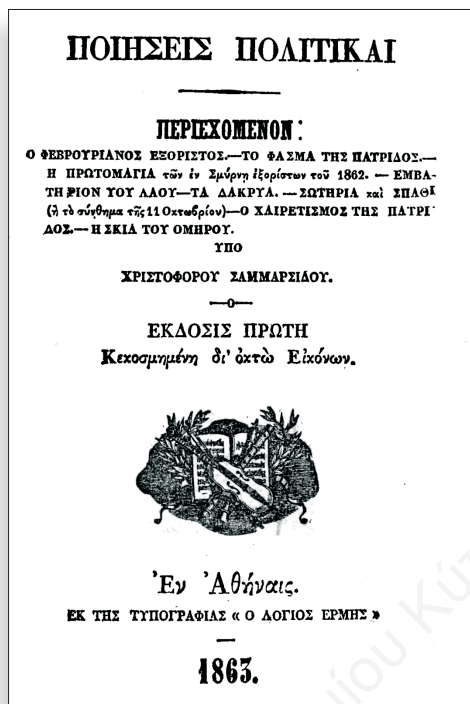 ΠΟΙΗΣΕΙΣ ΠΟΛΙΤΙΚΑΙ
ΠΕΡΙΕΧΟΜΕΝΟΝ:
Ο ΦΕΒΡΟΥΡΙΑΝΟΣ ΕΞΟΡΙΣΤΟΣ.—ΤΟ ΦΑΣΜΑ ΤΗΣ ΠΑΤΡΙΔΟΣ.—
Η ΠΡΩΤΟΜΑΓΙΑ τῶν ἐν Σμύρνῃ ἐξορίστων τοῦ 1862. — ΕΜΒΑ-
ΤΗΡΙΟΝ ΤΟΥ ΛΑΟΥ—ΤΑ ΔΑΚΡΥΑ. — ΣΩΤΗΡΙΑ καὶ ΣΠΑΘΙ
(ἢ τὸ σύνθημα τῆς 11 Οκτωβρίου)—Ο ΧΑΙΡΕΤΙΣΜΟΣ ΤΗΣ ΠΑΤΡΙ-
ΔΟΣ.— Η ΣΚΙΑ ΤΟΥ ΟΜΗΡΟΥ.
ΥΠΟ
ΧΡΙΣΤΟΦΟΡΟΥ ΣΑΜΜΑΡΣΙΔΟΥ.
ΕΚΔΟΣΙΣ ΠΡΩΤΗ
Κεκοσμημένη δι' ὀκτὼ Εἰκόνων.
Ἐν Ἀθήναις.
ΕΚ ΤΗΣ ΤΥΠΟΓΡΑΦΙΑΣ « Ο ΛΟΓΙΟΣ ΕΡΜΗΣ »
1863.